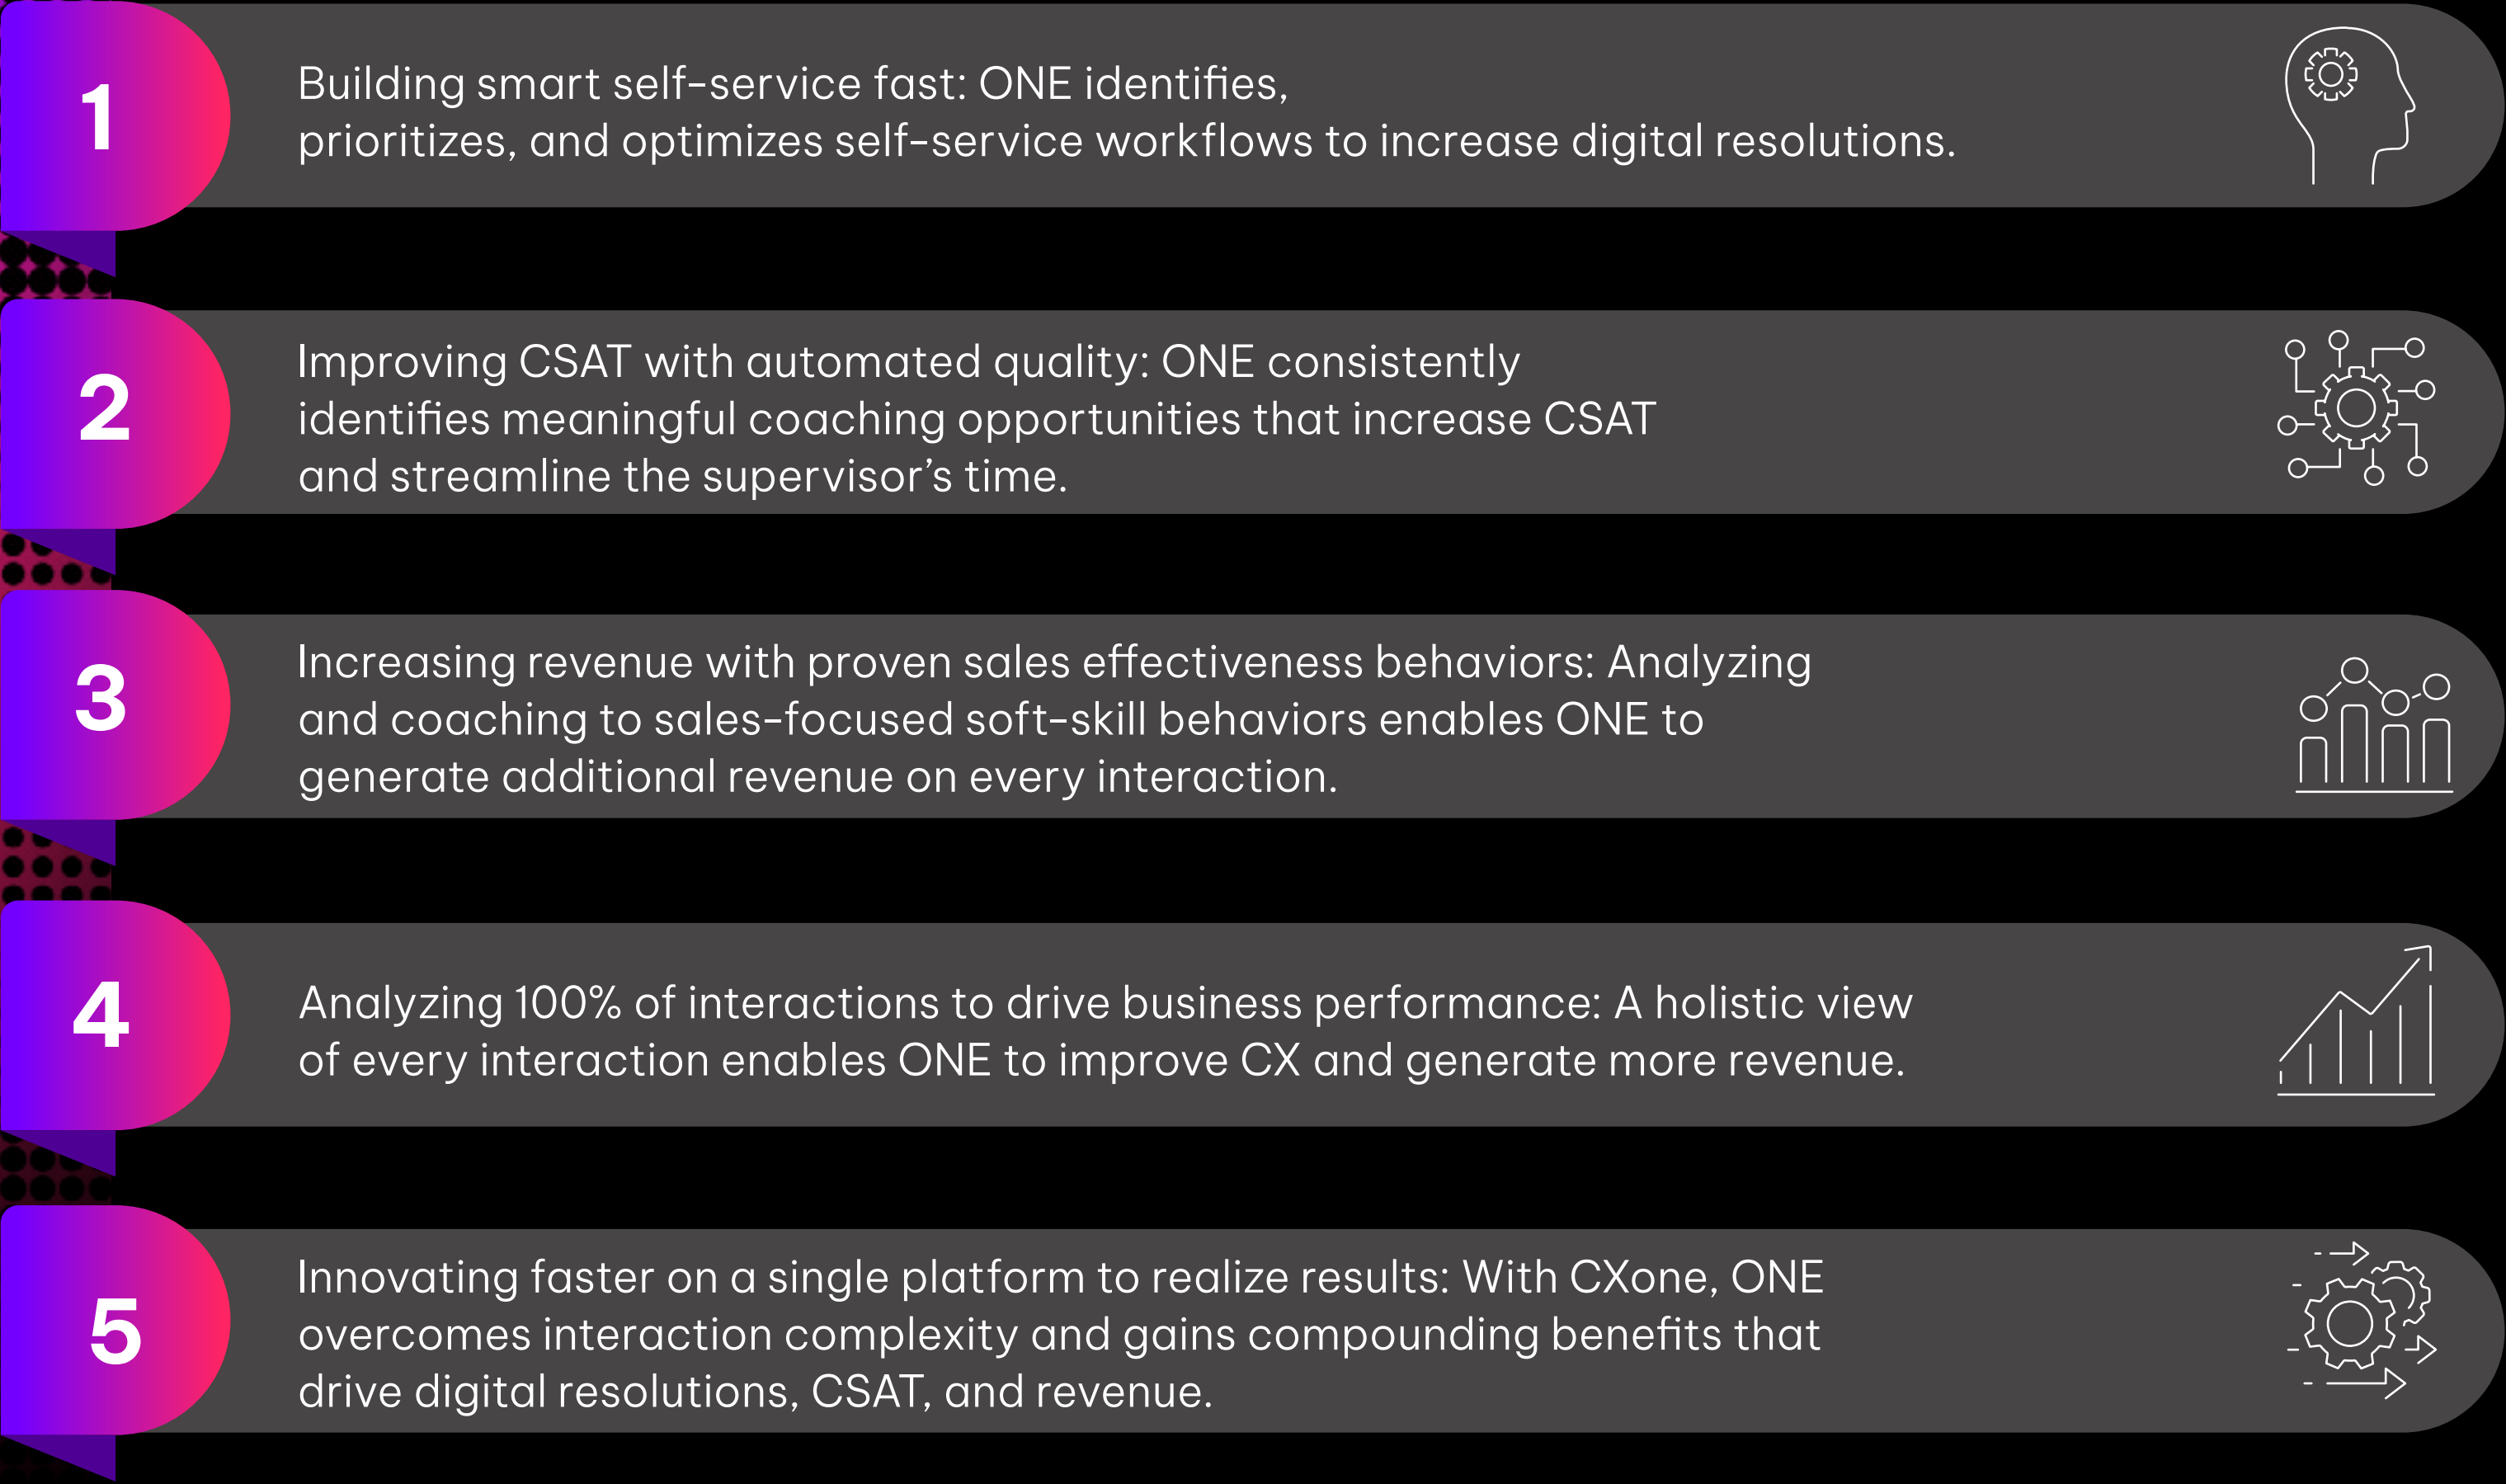 1
Building smart self-service fast: ONE identifies,
prioritizes, and optimizes self-service workflows to increase digital resolutions.
2
Improving CSAT with automated quality: ONE consistently
identifies meaningful coaching opportunities that increase CSAT
and streamline the supervisor’s time.
3
Increasing revenue with proven sales effectiveness behaviors: Analyzing
and coaching to sales-focused soft-skill behaviors enables ONE to
generate additional revenue on every interaction.
4
Analyzing 100% of interactions to drive business performance: A holistic view
of every interaction enables ONE to improve CX and generate more revenue.
5
Innovating faster on a single platform to realize results: With CXone, ONE
overcomes interaction complexity and gains compounding benefits that
drive digital resolutions, CSAT, and revenue.